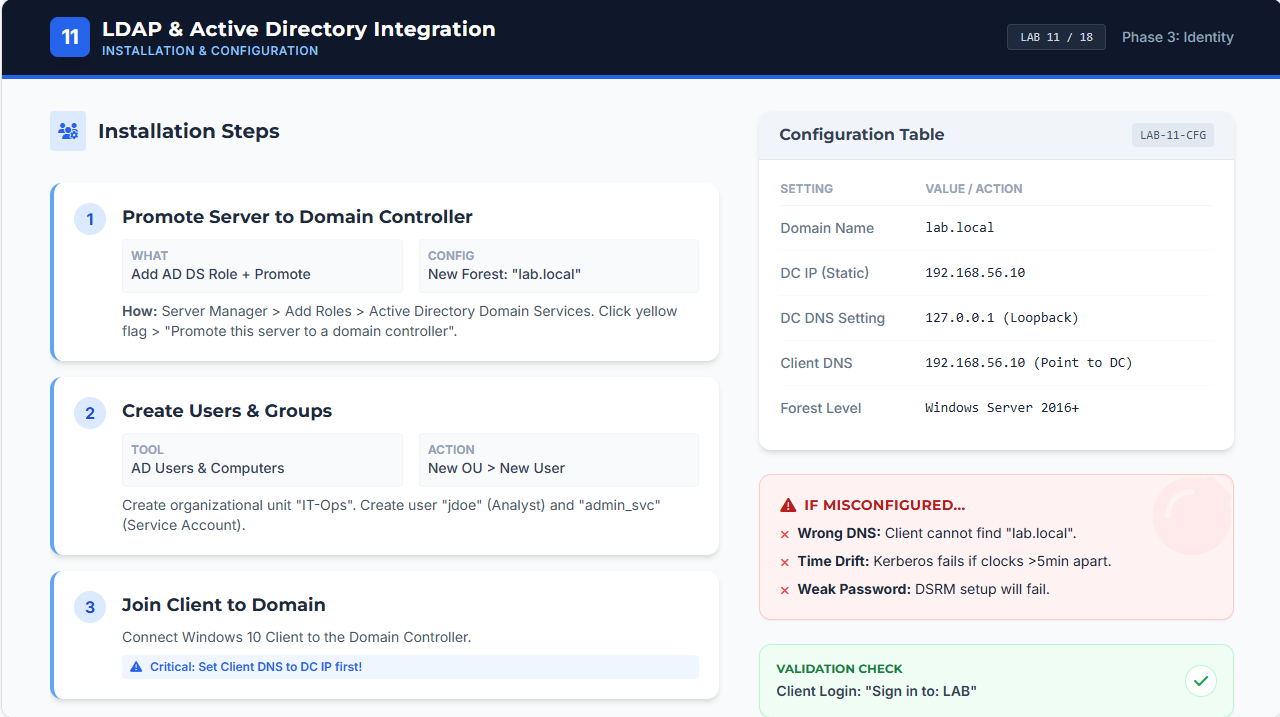 11
LDAP & Active Directory Integration
INSTALLATION & CONFIGURATION
LAB 11 / 18
Phase 3: Identity
Installation Steps
1
Promote Server to Domain Controller
WHAT
Add AD DS Role + Promote
CONFIG
New Forest: "lab.local"
How: Server Manager > Add Roles > Active Directory Domain Services. Click yellow
flag > "Promote this server to a domain controller".
2
Create Users & Groups
TOOL
AD Users & Computers
ACTION
New OU > New User
Create organizational unit "IT-Ops". Create user "jdoe" (Analyst) and "admin_svc"
(Service Account).
3
Join Client to Domain
Connect Windows 10 Client to the Domain Controller.
Critical: Set Client DNS to DC IP first!
Configuration Table
LAB-11-CFG
SETTING VALUE / ACTION
Domain Name lab.local
DC IP (Static) 192.168.56.10
DC DNS Setting 127.0.0.1 (Loopback)
Client DNS 192.168.56.10 (Point to DC)
Forest Level Windows Server 2016+
IF MISCONFIGURED...
× Wrong DNS: Client cannot find "lab.local".
× Time Drift: Kerberos fails if clocks >5min apart.
× Weak Password: DSRM setup will fail.
VALIDATION CHECK
Client Login: "Sign in to: LAB"